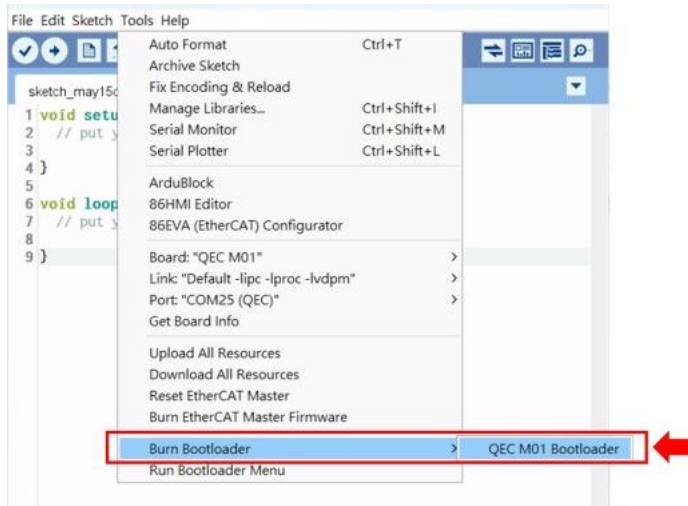 File Edit Sketch Tools Help
sketch_may15c
Auto Format Ctrl+T
Archive Sketch
Fix Encoding & Reload
Manage Libraries... Ctrl+Shift+I
Serial Monitor Ctrl+Shift+M
Serial Plotter Ctrl+Shift+L
ArduBlock
86HMI Editor
86EVA (EtherCAT) Configurator
Board: "QEC M01" >
Link: "Default -lipc -lproc -lvdpm" >
Port: "COM25 (QEC)" >
Get Board Info
Upload All Resources
Download All Resources
Reset EtherCAT Master
Burn EtherCAT Master Firmware
Burn Bootloader > QEC M01 Bootloader
Run Bootloader Menu
1 void setu
2 // put y
3
4 }
5
6 void loop
7 // put y
8
9 }